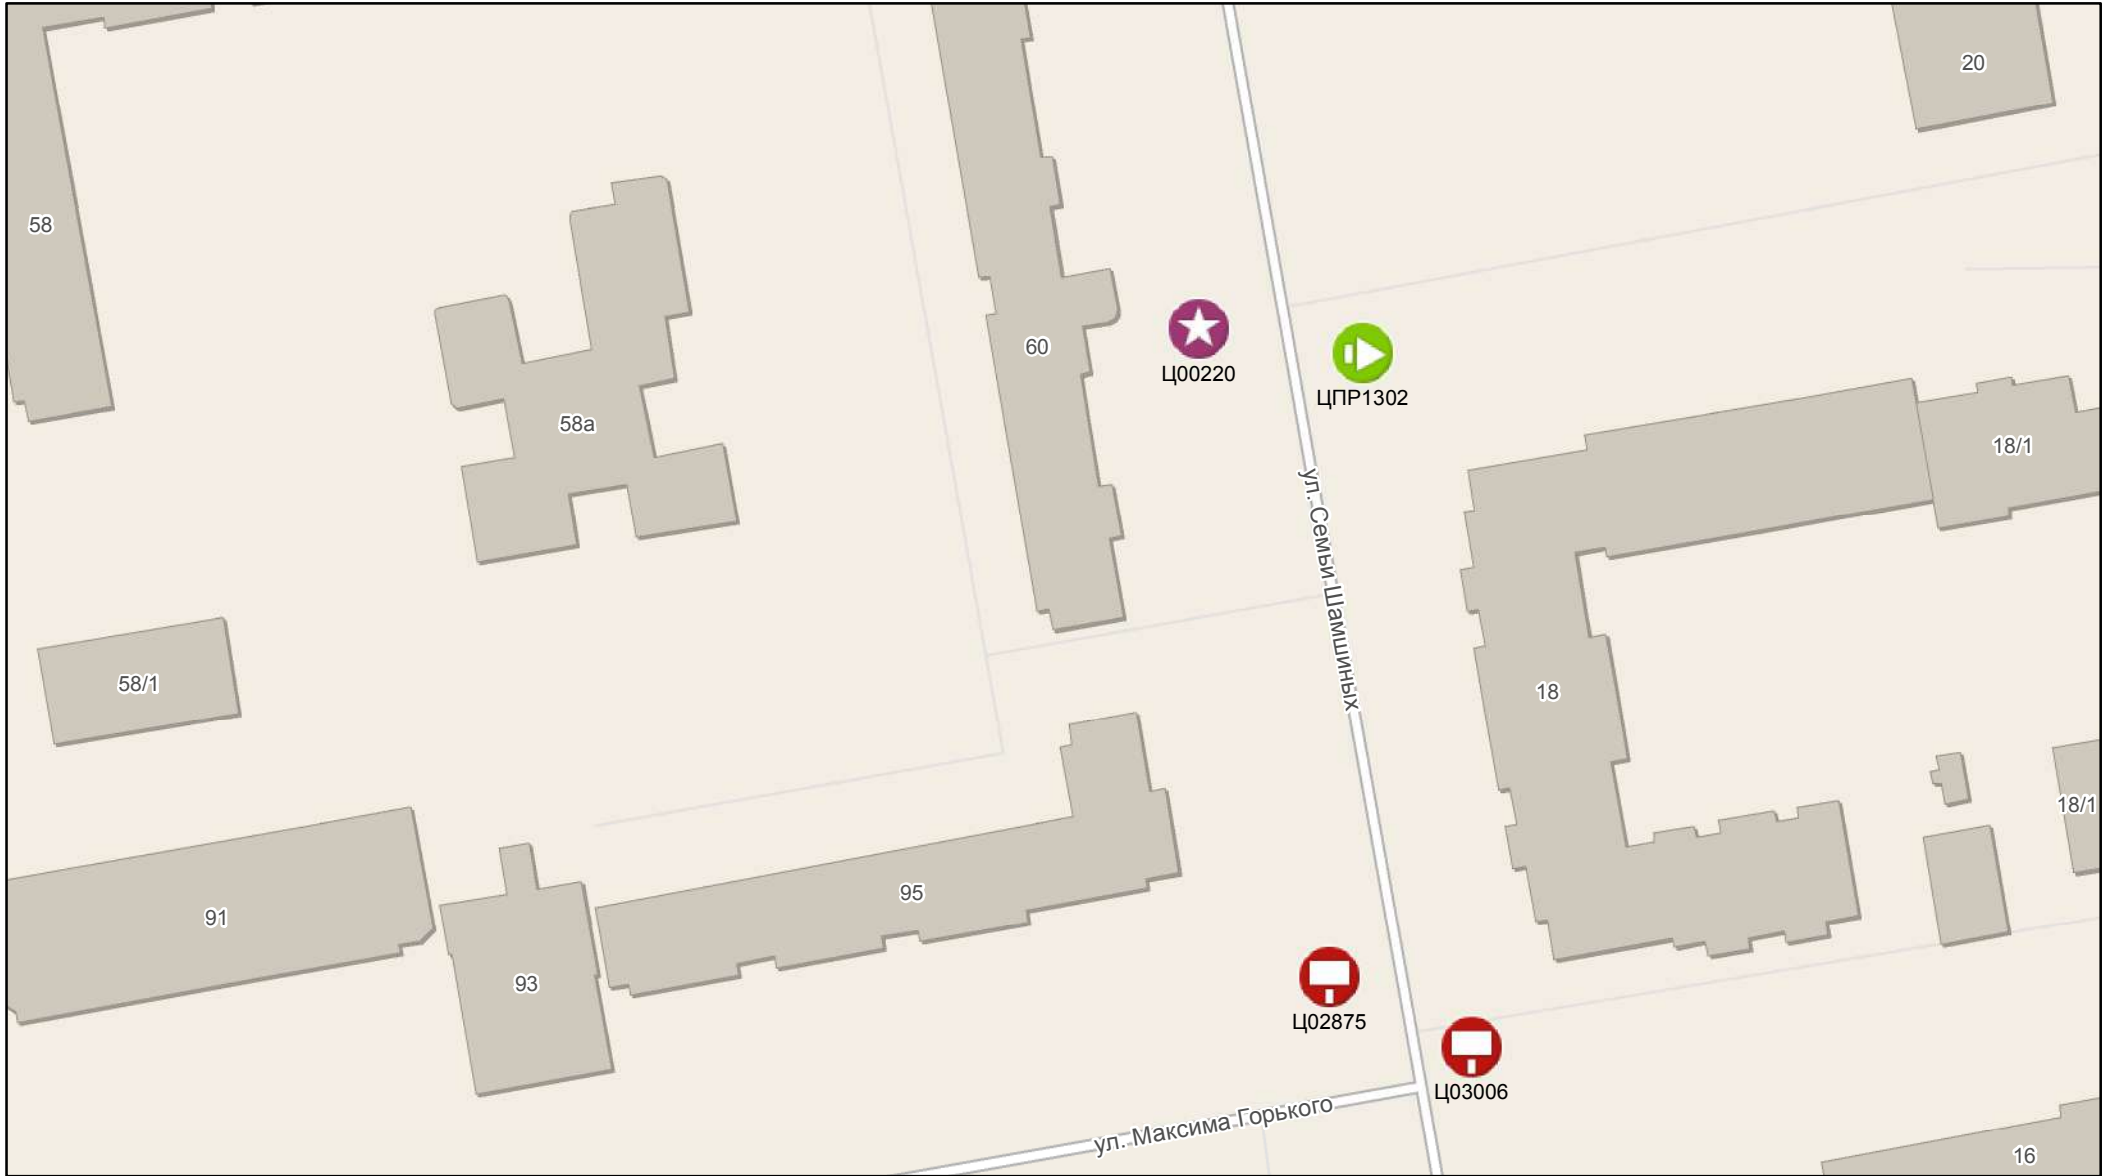 20
58
60
Ц00220
ЦПР1302
58а
18/1
ул. Семьи Шамшиных
58/1
18
18/1
95
91
93
Ц02875
Ц03006
ул. Максима Горького
16